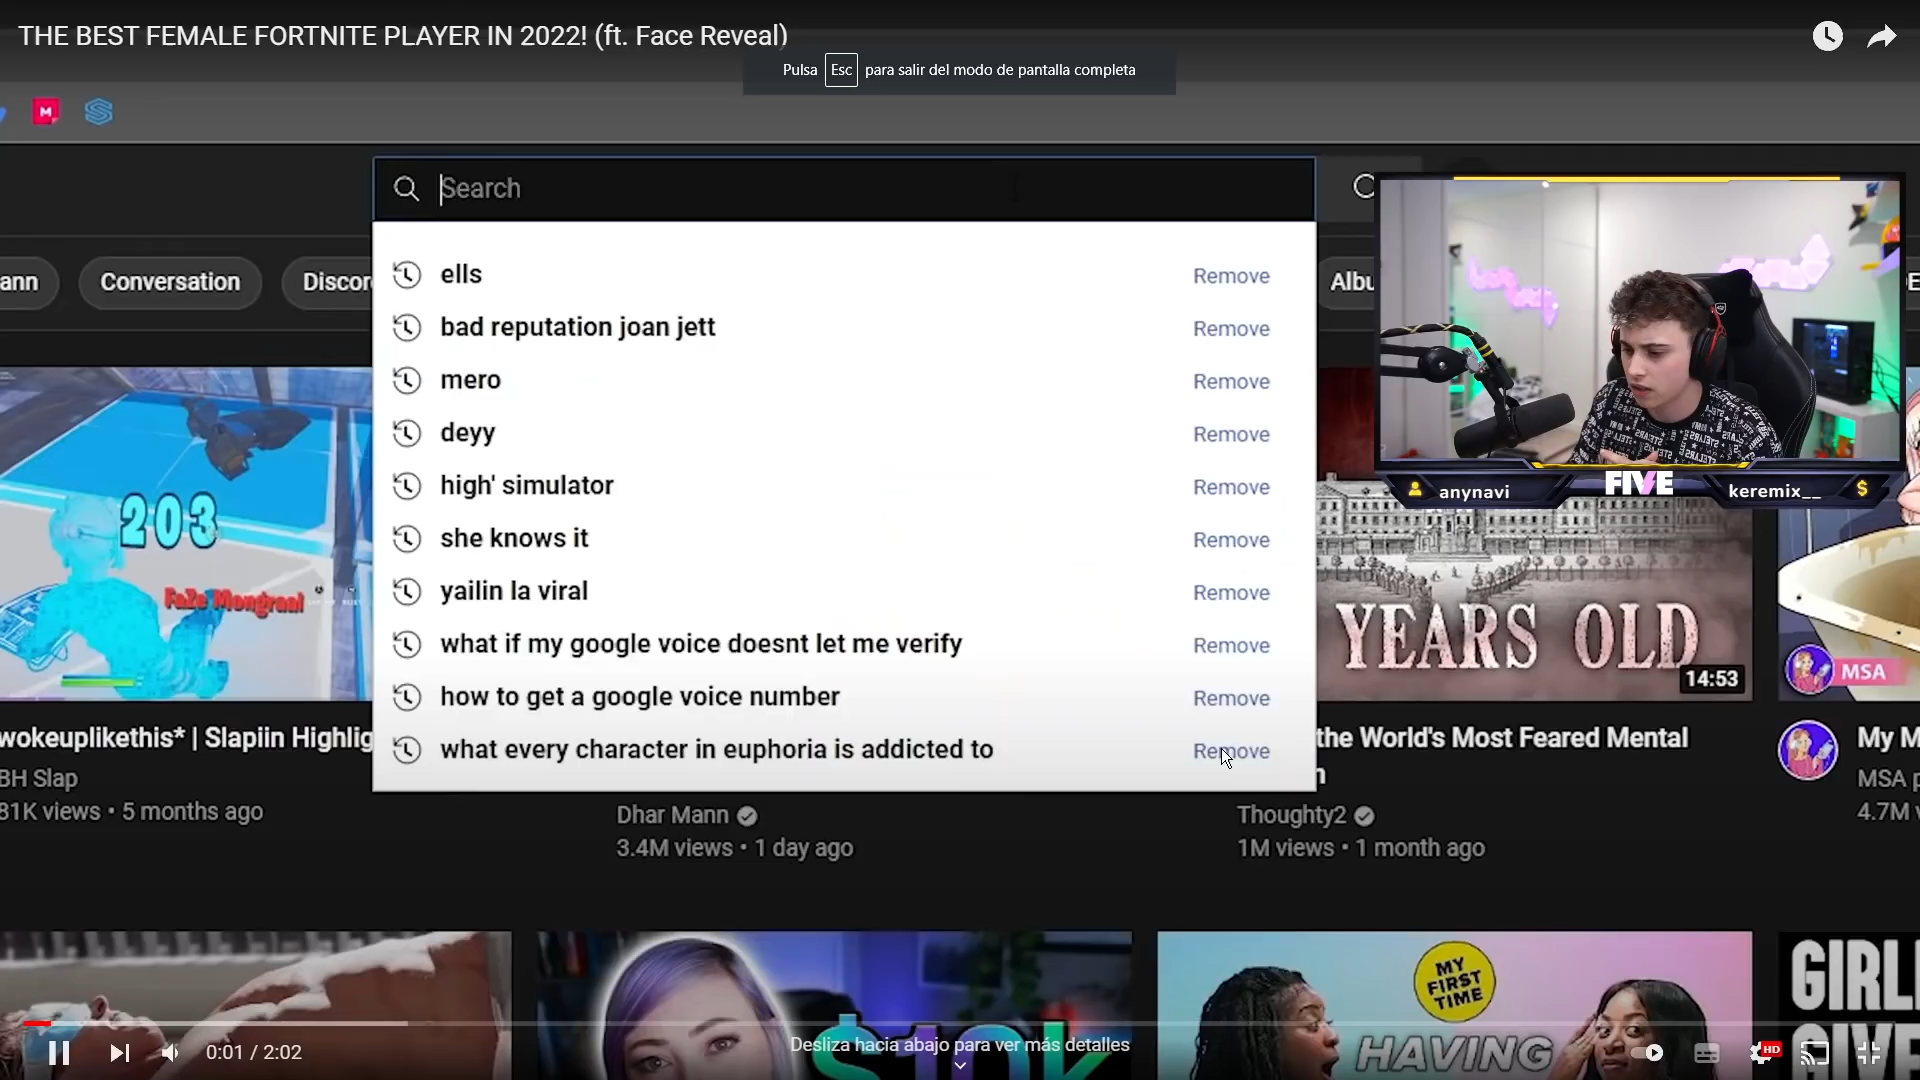 THE BEST FEMALE FORTNITE PLAYER IN 2022! (ft. Face Reveal)
Pulsa Esc para salir del modo de pantalla completa
M
Search
ann
Conversation
Discor
Albu
ells Remove
bad reputation joan jett Remove
mero Remove
deyy Remove
high' simulator Remove
she knows it Remove
yailin la viral Remove
what if my google voice doesnt let me verify Remove
how to get a google voice number Remove
what every character in euphoria is addicted to Remove
anynavi
FIVE
keremix__
$
203
FaZe Mongraal
YEARS OLD
14:53
MSA
wokeuplikethis* | Slapiin Highlig
BH Slap
81K views • 5 months ago
Dhar Mann
3.4M views • 1 day ago
the World's Most Feared Mental
n
Thoughty2
1M views • 1 month ago
My M
MSA p
4.7M v
$10k
MY
FIRST
TIME
HAVING
GIRL
GIVE
0:01 / 2:02
Desliza hacia abajo para ver más detalles
HD